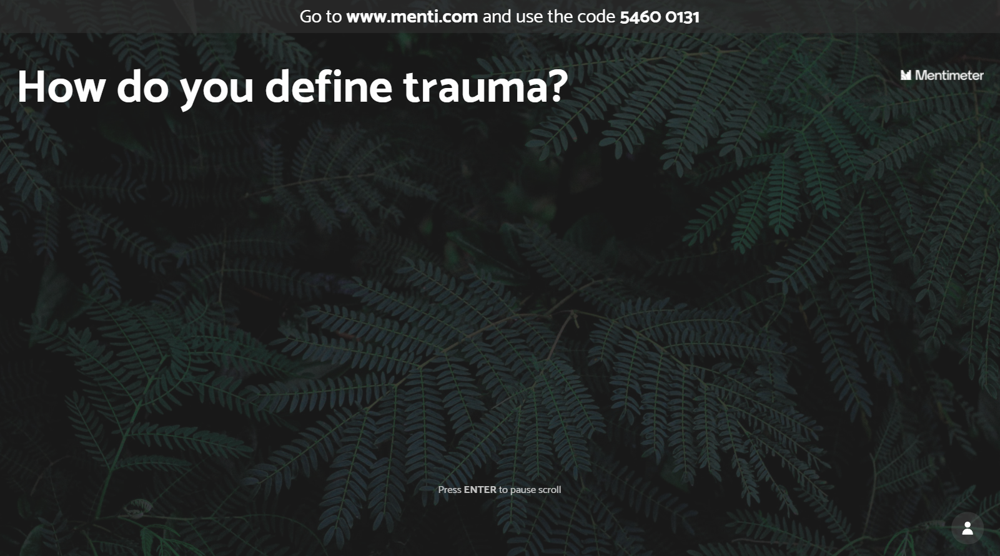 Go to www.menti.com and use the code 5460 0131
How do you define trauma?
Mentimeter
Press ENTER to pause scroll